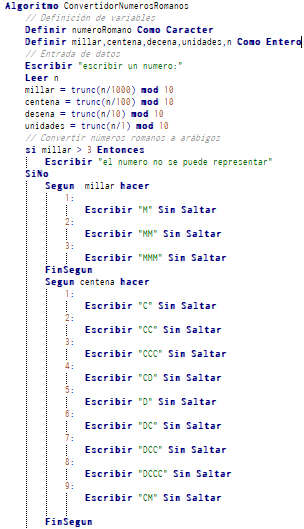 Algoritmo ConvertidorNumerosRomanos
// Definición de variables
Definir numeroRomano Como Caracter
Definir millar,centena,decena,unidades,n Como Entero
// Entrada de datos
Escribir "escribir un numero:"
Leer n
millar = trunc(n/1000) mod 10
centena = trunc(n/100) mod 10
desena = trunc(n/10) mod 10
unidades = trunc(n/1) mod 10
// Convertir números romanos a arábigos
si millar > 3 Entonces
Escribir "el numero no se puede representar"
SiNo
Segun millar hacer
1:
Escribir "M" Sin Saltar
2:
Escribir "MM" Sin Saltar
3:
Escribir "MMM" Sin Saltar
FinSegun
Segun centena hacer
1:
Escribir "C" Sin Saltar
2:
Escribir "CC" Sin Saltar
3:
Escribir "CCC" Sin Saltar
4:
Escribir "CD" Sin Saltar
5:
Escribir "D" Sin Saltar
6:
Escribir "DC" Sin Saltar
7:
Escribir "DCC" Sin Saltar
8:
Escribir "DCCC" Sin Saltar
9:
Escribir "CM" Sin Saltar
FinSegun